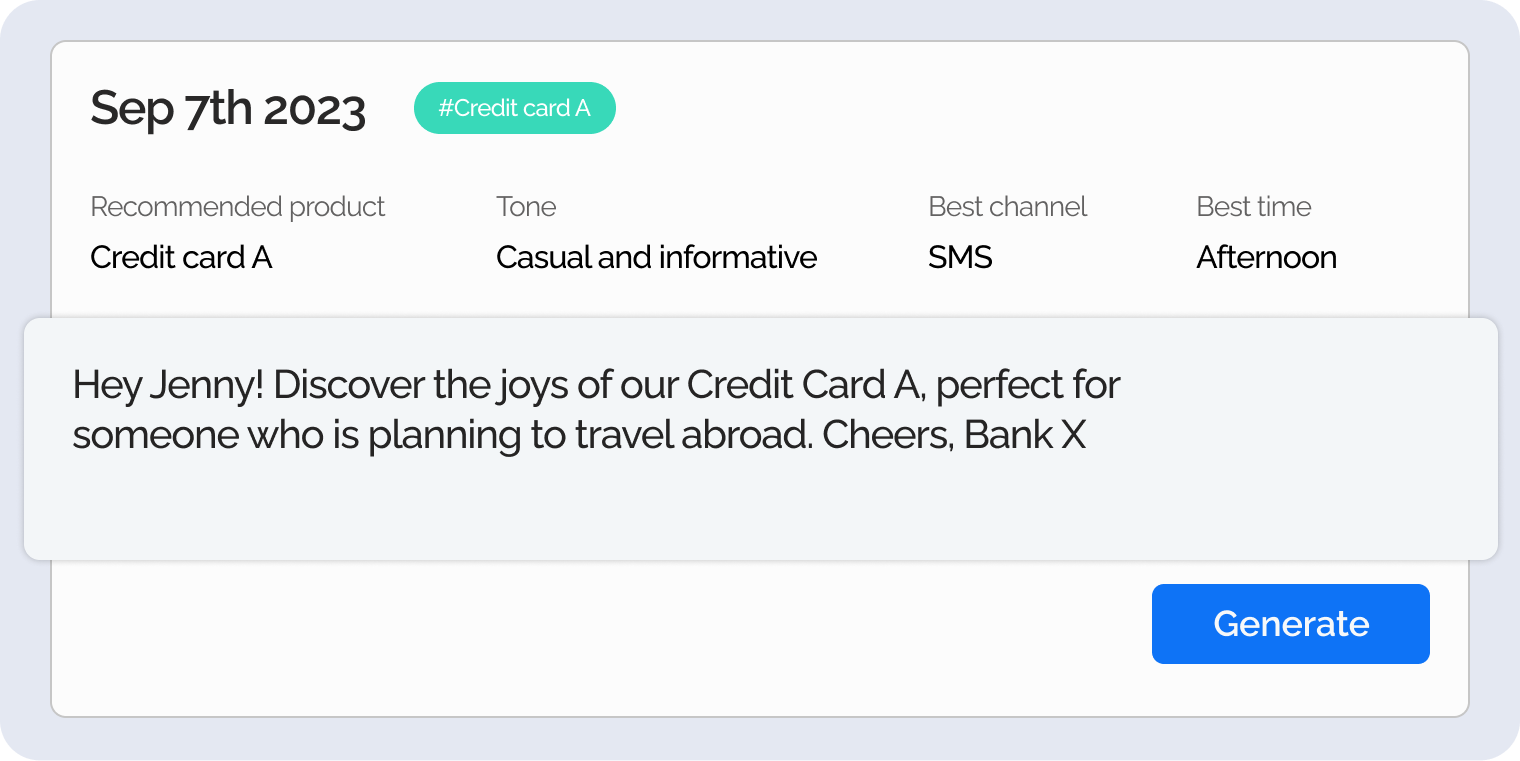 Sep 7th 2023
#Credit card A
Recommended product
Tone
Best channel
Best time
Credit card A
Casual and informative
SMS
Afternoon
Hey Jenny! Discover the joys of our Credit Card A, perfect for
someone who is planning to travel abroad. Cheers, Bank X
Generate